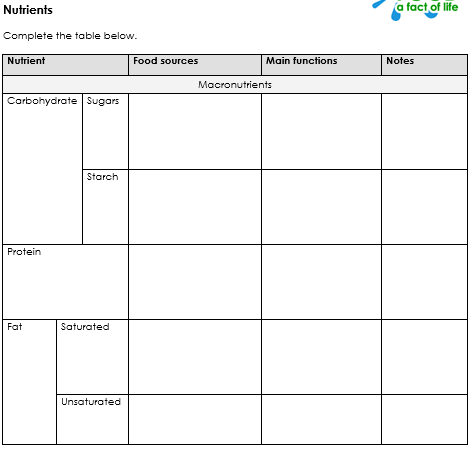 Nutrients
a fact of life
Complete the table below.
Nutrient Food sources Main functions Notes
Macronutrients
Carbohydrate Sugars
Starch
Protein
Fat Saturated
Unsaturated